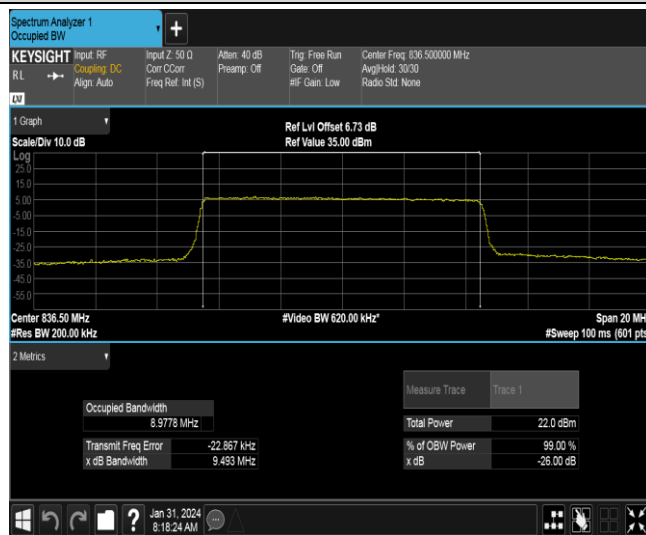 Spectrum Analyzer 1
Occupied BW
KEYSIGHT
RL
LXI
Input: RF
Coupling: DC
Align: Auto
Input Z: 50 Ω
Corr CCorr
Freq Ref: Int (S)
Atten: 40 dB
Preamp: Off
Trig: Free Run
Gate: Off
#IF Gain: Low
Center Freq: 836.500000 MHz
Avg|Hold: 30/30
Radio Std: None
1 Graph
Scale/Div 10.0 dB
Ref Lvl Offset 6.73 dB
Ref Value 35.00 dBm
Log
25.0
15.0
5.00
-5.00
-15.0
-25.0
-35.0
-45.0
-55.0
Center 836.50 MHz
#Video BW 620.00 kHz*
Span 20 MH
#Res BW 200.00 kHz
#Sweep 100 ms (601 pts
2 Metrics
Measure Trace Trace 1
Occupied Bandwidth
8.9778 MHz
Total Power 22.0 dBm
Transmit Freq Error -22.867 kHz
% of OBW Power 99.00 %
x dB Bandwidth 9.493 MHz
x dB -26.00 dB
Jan 31, 2024
8:18:24 AM